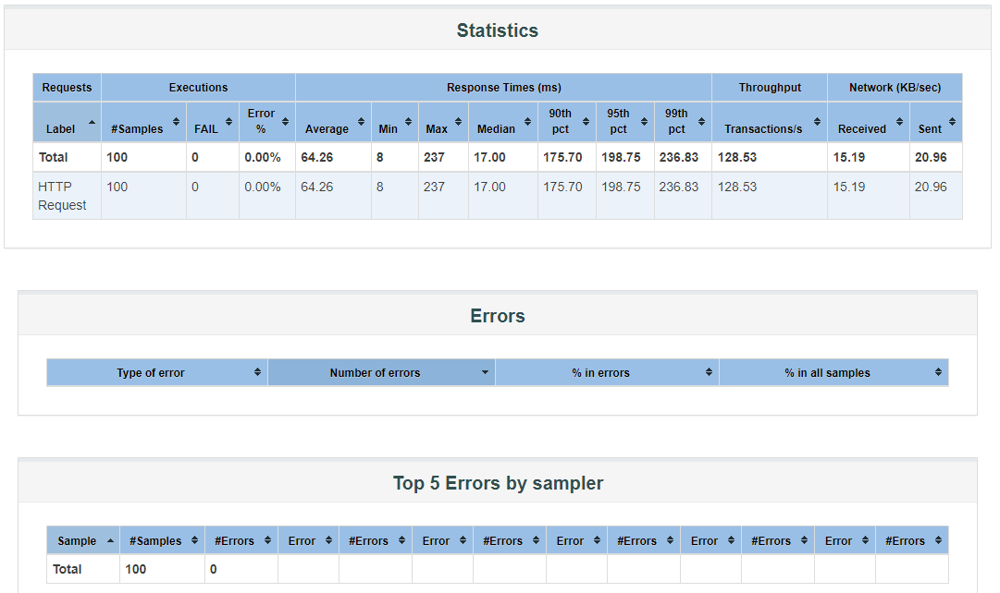 Statistics
Requests Executions Response Times (ms) Throughput Network (KB/sec)
Label #Samples FAIL Error % Average Min Max Median 90th pct 95th pct 99th pct Transactions/s Received Sent
Total 100 0 0.00% 64.26 8 237 17.00 175.70 198.75 236.83 128.53 15.19 20.96
HTTP Request 100 0 0.00% 64.26 8 237 17.00 175.70 198.75 236.83 128.53 15.19 20.96
Errors
Type of error Number of errors % in errors % in all samples
Top 5 Errors by sampler
Sample #Samples #Errors Error #Errors Error #Errors Error #Errors Error #Errors Error #Errors
Total 100 0